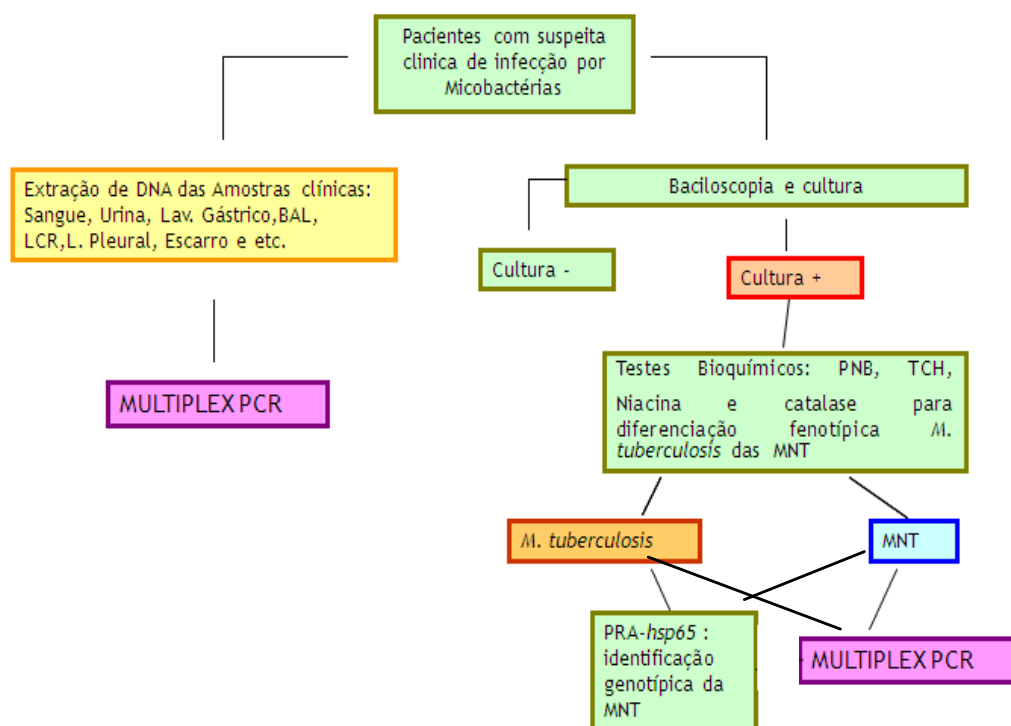 Pacientes com suspeita
clinica de infecção por
Micobactérias
Extração de DNA das Amostras clínicas:
Sangue, Urina, Lav. Gástrico,BAL,
LCR,L. Pleural, Escarro e etc.
MULTIPLEX PCR
Baciloscopia e cultura
Cultura -
Cultura +
Testes Bioquímicos: PNB, TCH,
Niacina e catalase para
diferenciação fenotípica M.
tuberculosis das MNT
M. tuberculosis
MNT
PRA-hsp65 :
identificação
genotípica da
MNT
MULTIPLEX PCR